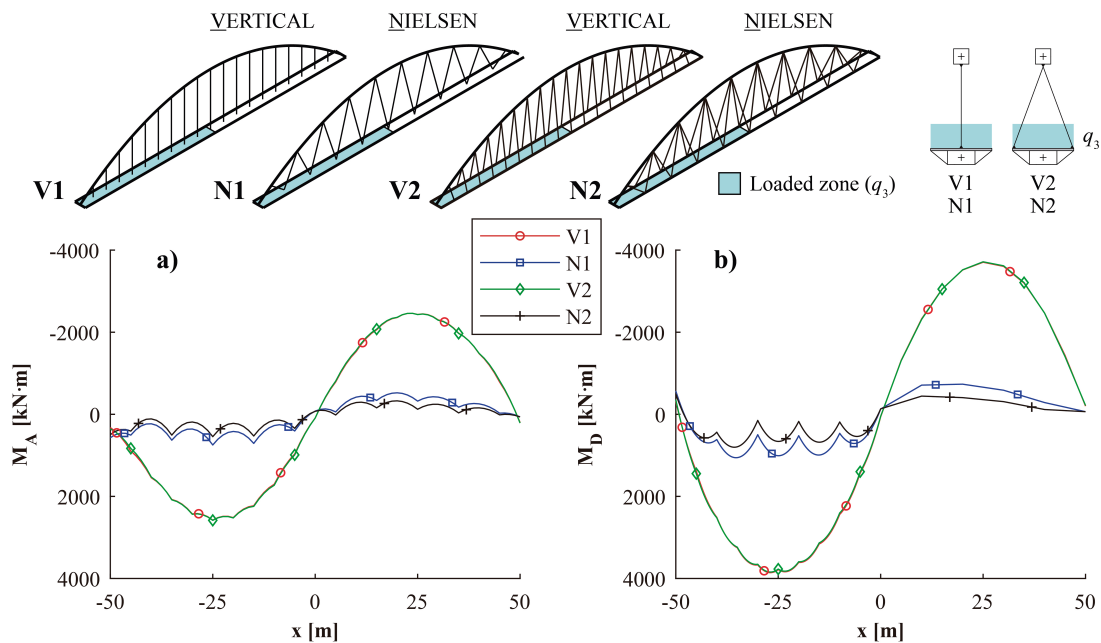 VERTICAL NIELSEN VERTICAL NIELSEN
V1 N1 V2 N2
Loaded zone (q3)
q3
V1 V2
N1 N2
a)
V1
N1
V2
N2
b)
-4000
-2000
0
2000
4000
M_A [kN·m]
-50 -25 0 25 50
x [m]
-4000
-2000
0
2000
4000
M_D [kN·m]
-50 -25 0 25 50
x [m]